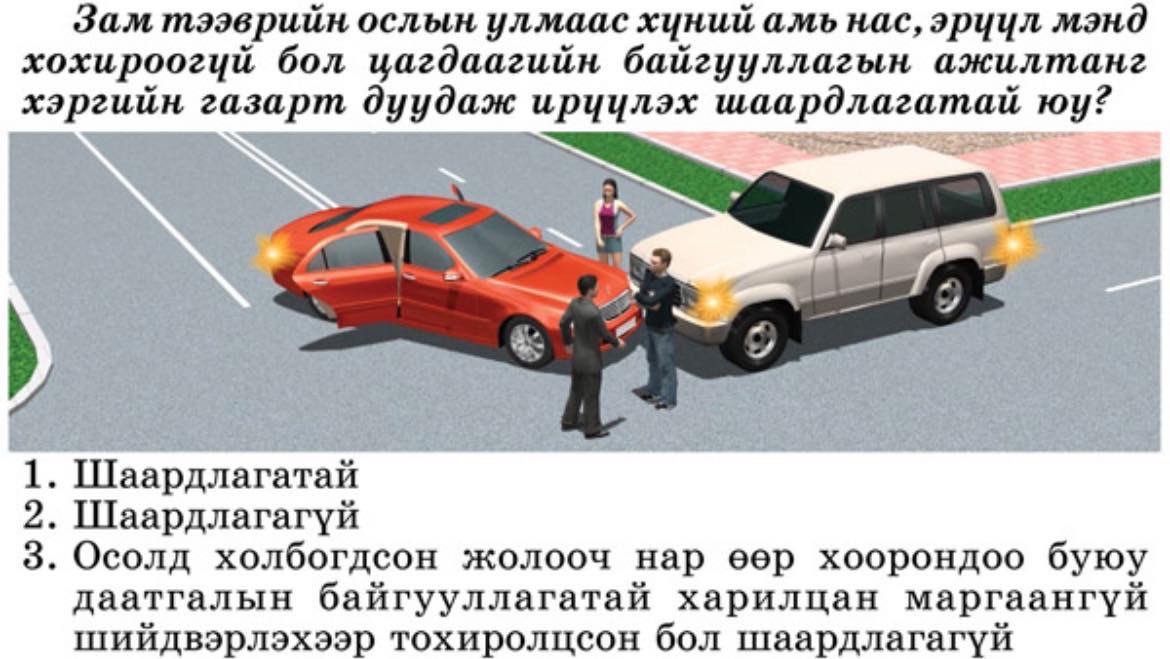 Зам тээврийн ослын улмаас хүний амь нас, эрүүл мэнд
хохироогүй бол цагдаагийн байгууллагын ажилтанг
хэргийн газарт дуудаж ирүүлэх шаардлагатай юу?
1. Шаардлагатай
2. Шаардлагагүй
3. Осолд холбогдсон жолооч нар өөр хоорондоо буюу
даатгалын байгууллагатай харилцан маргаангүй
шийдвэрлэхээр тохиролцсон бол шаардлагагүй